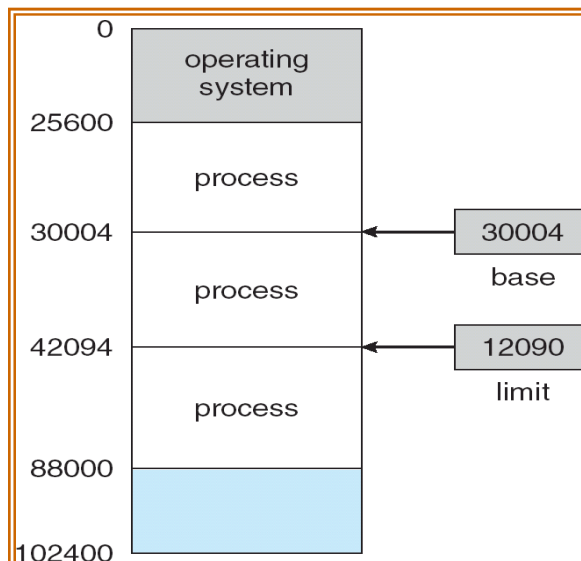 0
operating
system
25600
process
30004
30004
base
process
42094
12090
limit
process
88000
102400